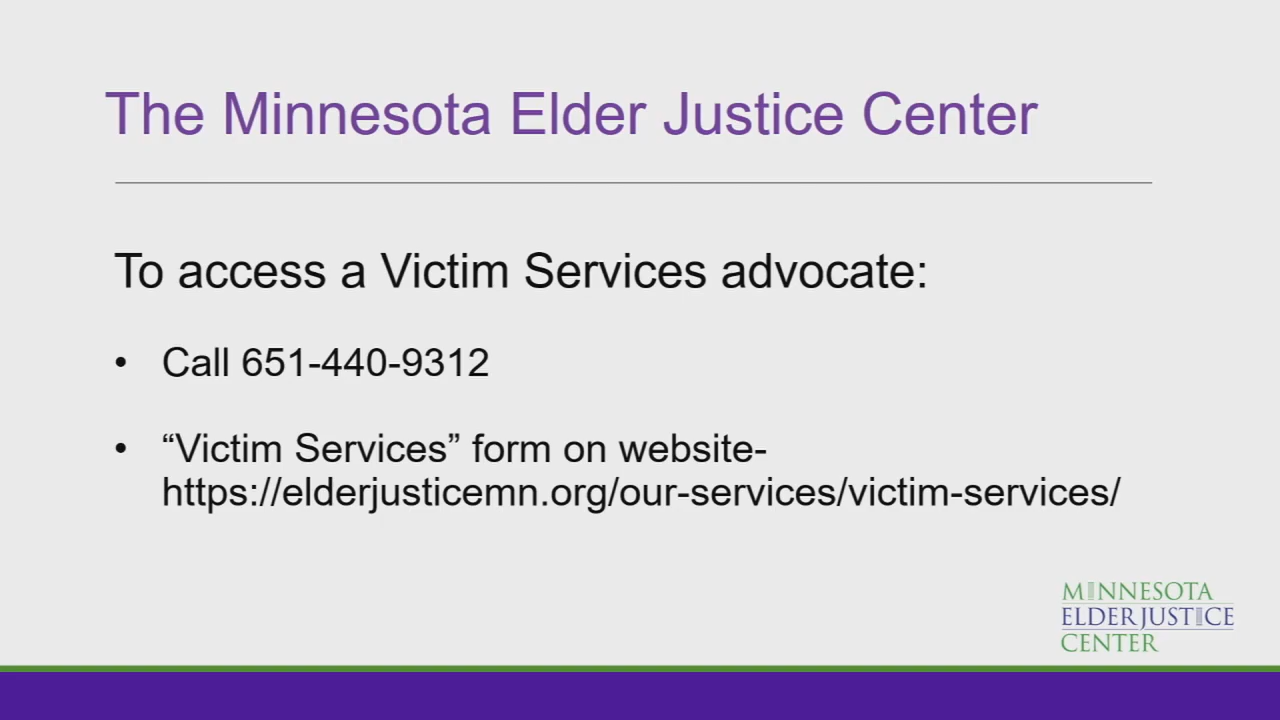 The Minnesota Elder Justice Center
To access a Victim Services advocate:
• Call 651-440-9312
• “Victim Services” form on website-
https://elderjusticemn.org/our-services/victim-services/
MINNESOTA
ELDER JUSTICE
CENTER